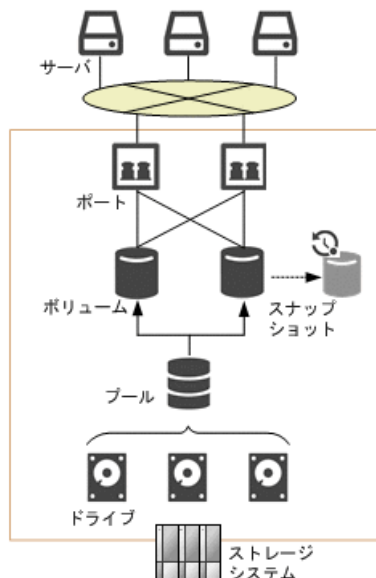 サーバ
ポート
ボリューム
スナップ
ショット
プール
ドライブ
ストレージ
システム